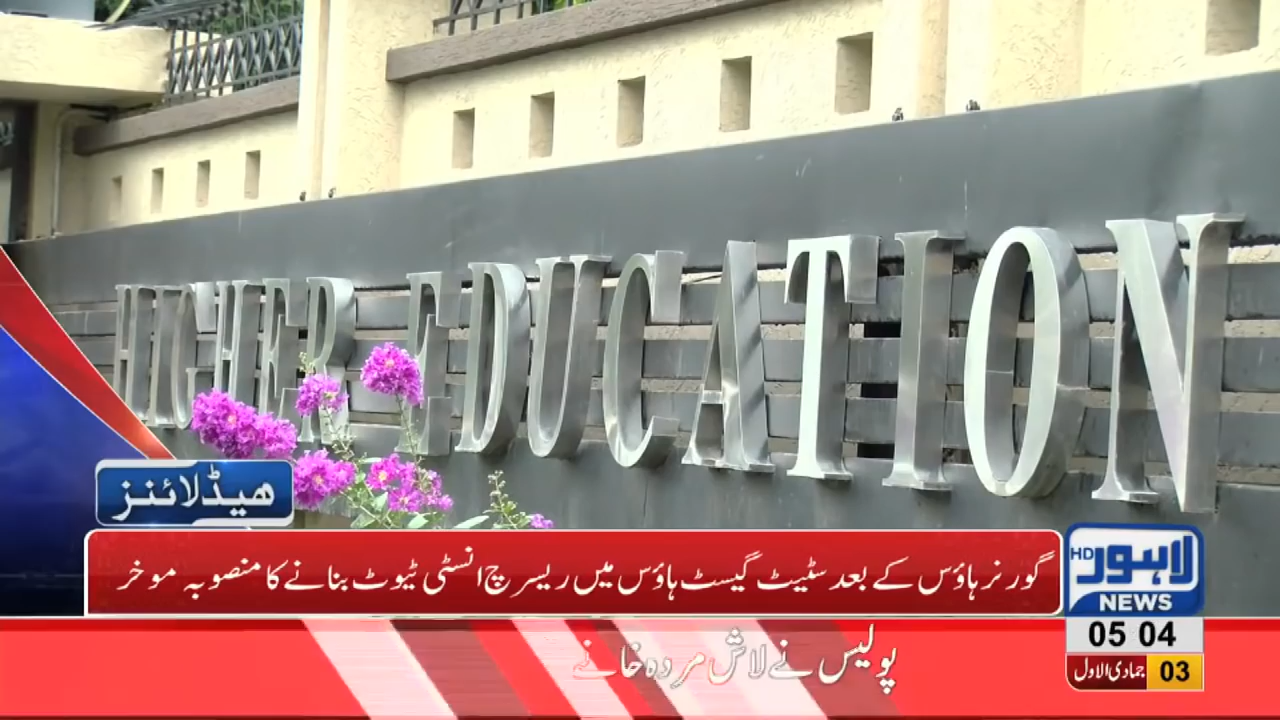 HIGHER EDUCATION
ھیڈلائنز
گورنر ہاؤس کے بعد سٹیٹ گیسٹ ہاؤس میں ریسرچ انسٹی ٹیوٹ بنانے کا منصوبہ موخر
لاہور HD
NEWS
05 04
جمادی الاول 03
پولیس نے لاش مردہ خانے